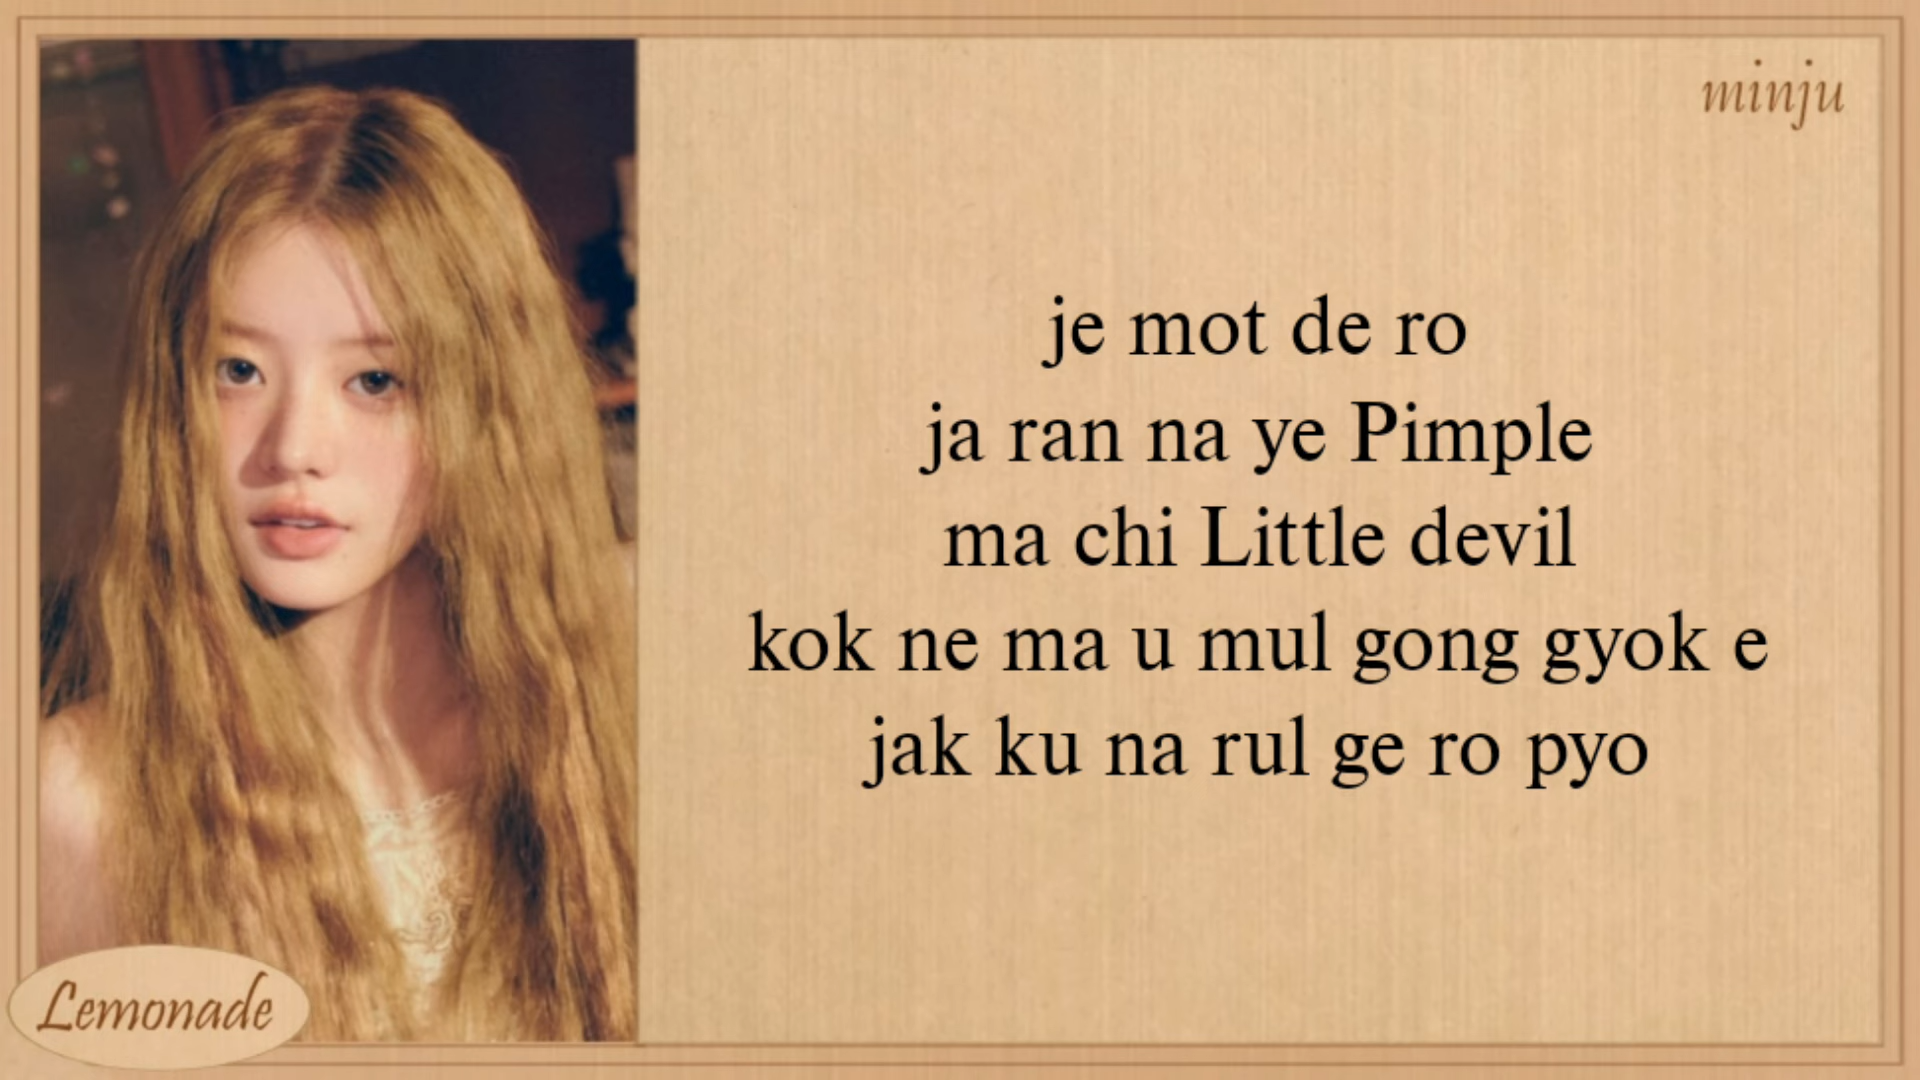 minju
je mot de ro
ja ran na ye Pimple
ma chi Little devil
kok ne ma u mul gong gyok e
jak ku na rul ge ro pyo
Lemonade